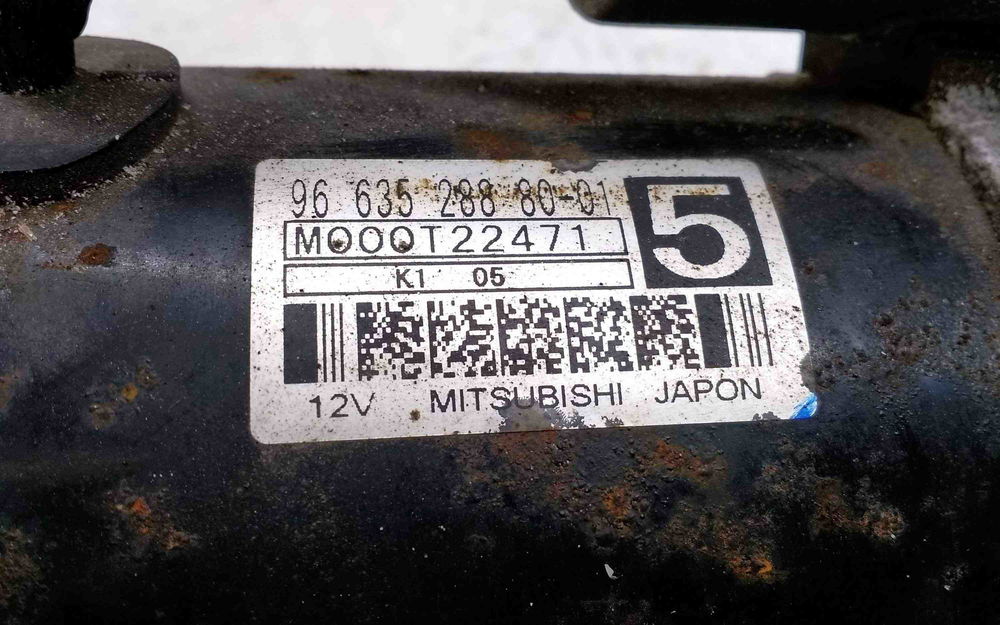 96 635 288 80-01
5
M000T22471
K1 05
12V MITSUBISHI JAPON